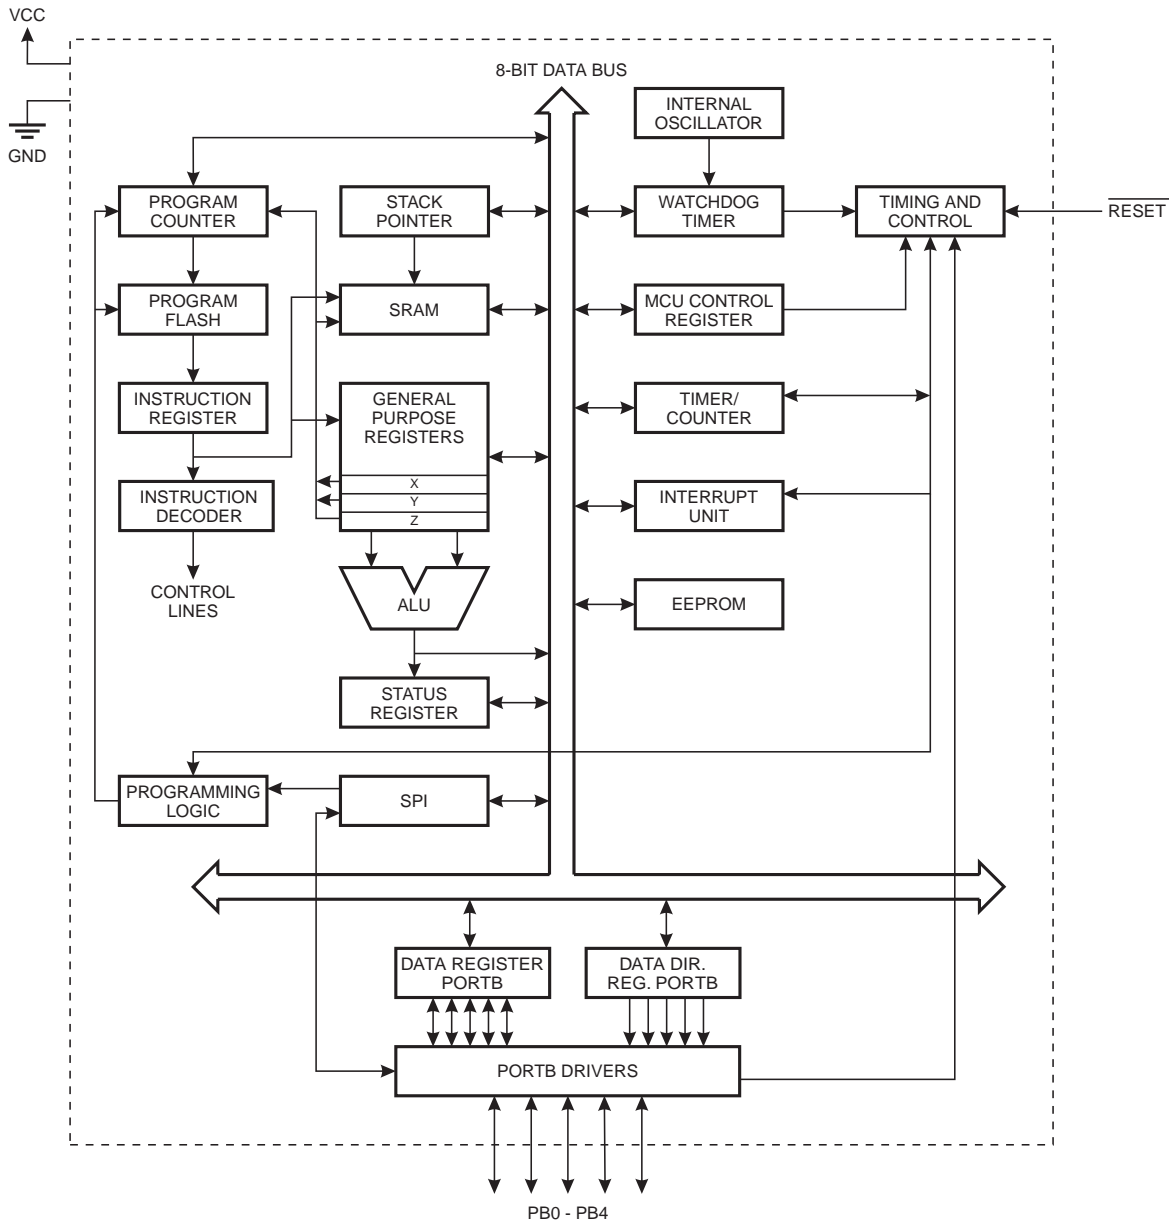 VCC
8-BIT DATA BUS
GND
INTERNAL
OSCILLATOR
PROGRAM
COUNTER
STACK
POINTER
WATCHDOG
TIMER
TIMING AND
CONTROL
RESET
PROGRAM
FLASH
SRAM
MCU CONTROL
REGISTER
INSTRUCTION
REGISTER
GENERAL
PURPOSE
REGISTERS
X
Y
Z
TIMER/
COUNTER
INSTRUCTION
DECODER
INTERRUPT
UNIT
CONTROL
LINES
ALU
EEPROM
STATUS
REGISTER
PROGRAMMING
LOGIC
SPI
DATA REGISTER
PORTB
DATA DIR.
REG. PORTB
PORTB DRIVERS
PB0 - PB4